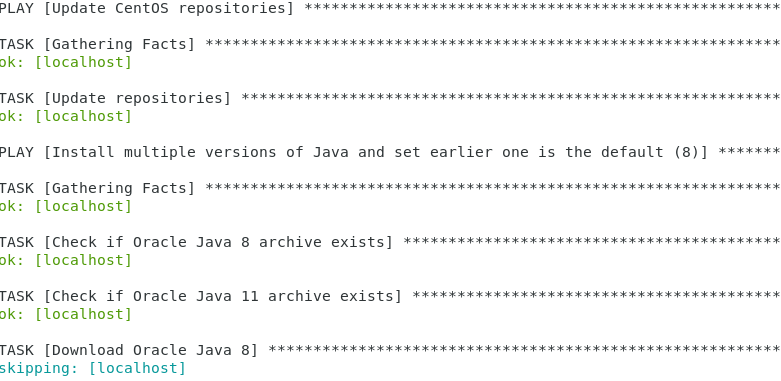 PLAY [Update CentOS repositories] *****************************************************
TASK [Gathering Facts] ****************************************************************
ok: [localhost]
TASK [Update repositories] ************************************************************
ok: [localhost]
PLAY [Install multiple versions of Java and set earlier one is the default (8)] *******
TASK [Gathering Facts] ****************************************************************
ok: [localhost]
TASK [Check if Oracle Java 8 archive exists] ******************************************
ok: [localhost]
TASK [Check if Oracle Java 11 archive exists] *****************************************
ok: [localhost]
TASK [Download Oracle Java 8] *********************************************************
skipping: [localhost]